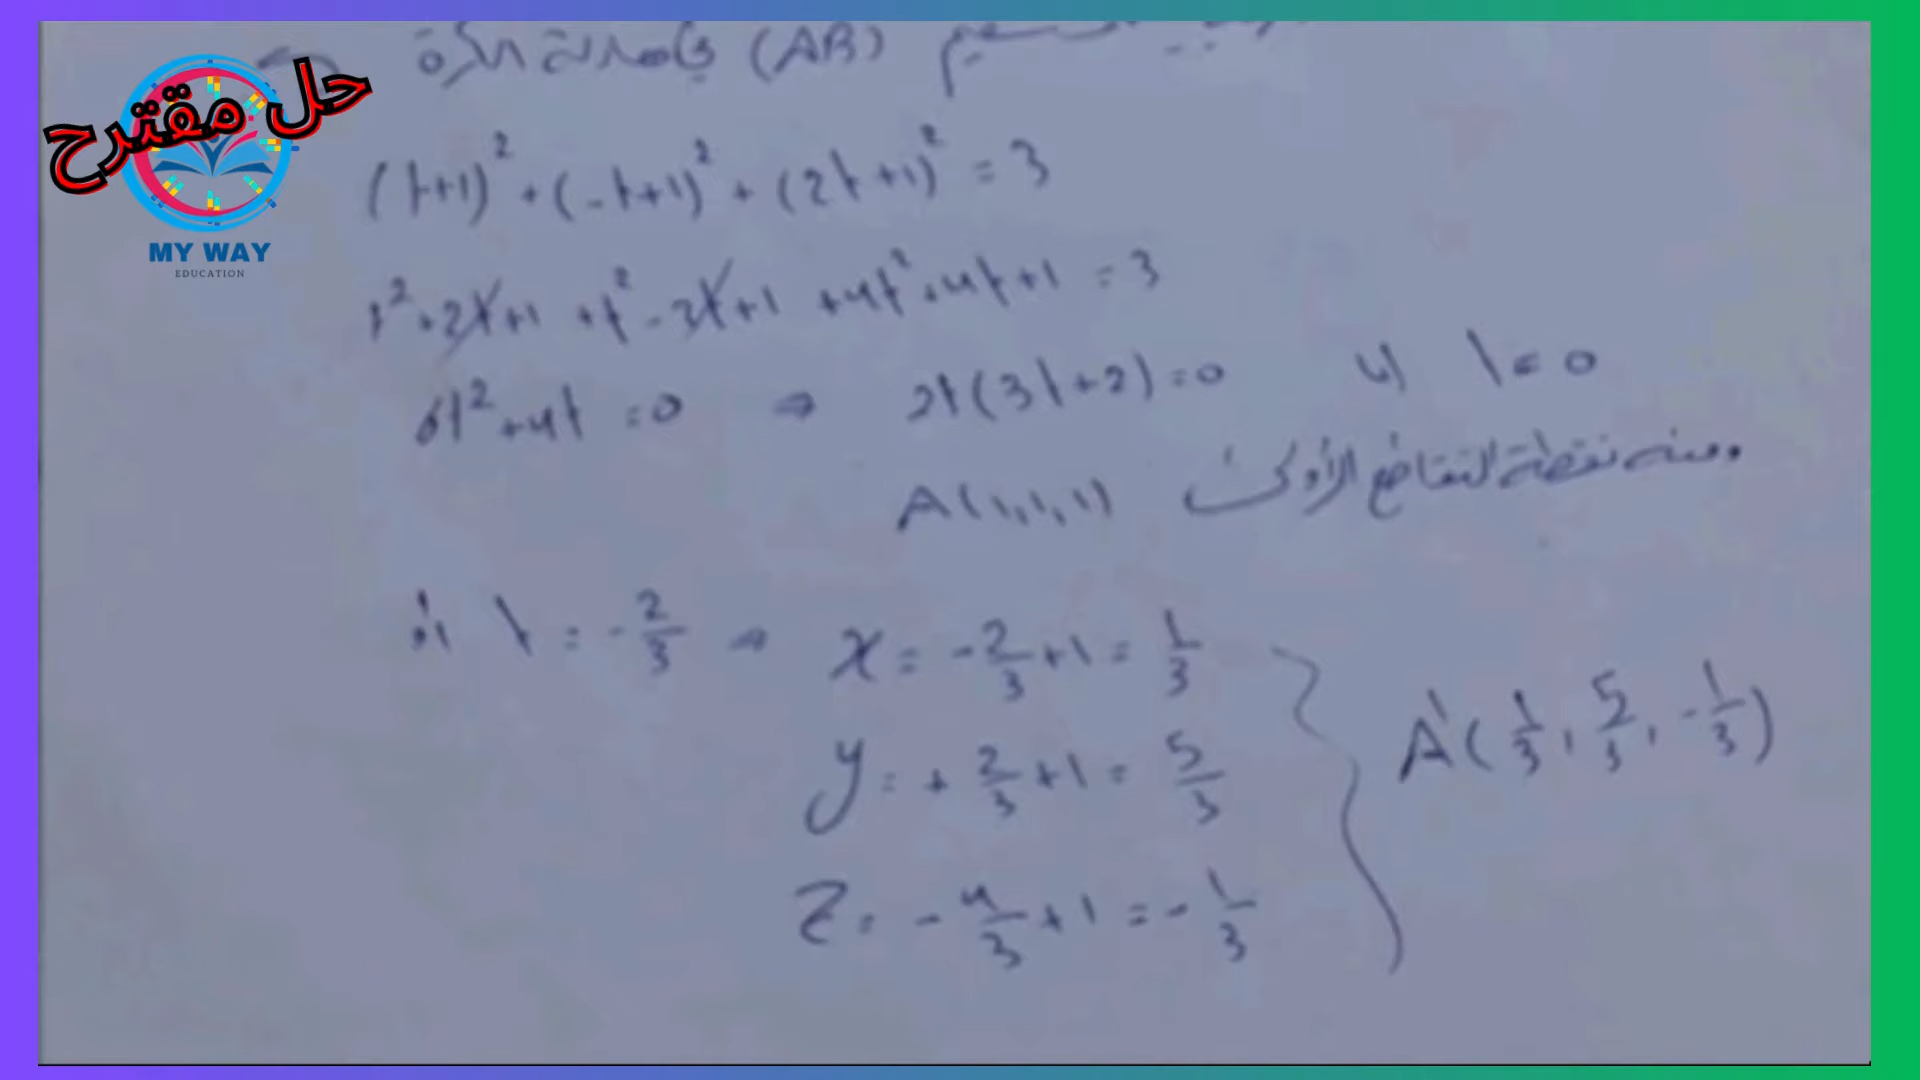 (AB) بمعادلة الكرة
حل مقترح
MY WAY
EDUCATION
(t+1)² + (-t+1)² + (2t+1)² = 3
t²+2t+1 +t²-2t+1 +4t²+4t+1 = 3
6t²+4t = 0 ⇒ 2t(3t+2)=0 t=0
ومنه نقطة التقاطع الأولى A(1,1,1)
t = -2/3 ⇒ x = -2/3+1 = 1/3
y = +2/3+1 = 5/3
A'(1/3, 5/3, -1/3)
z = -4/3+1 = -1/3